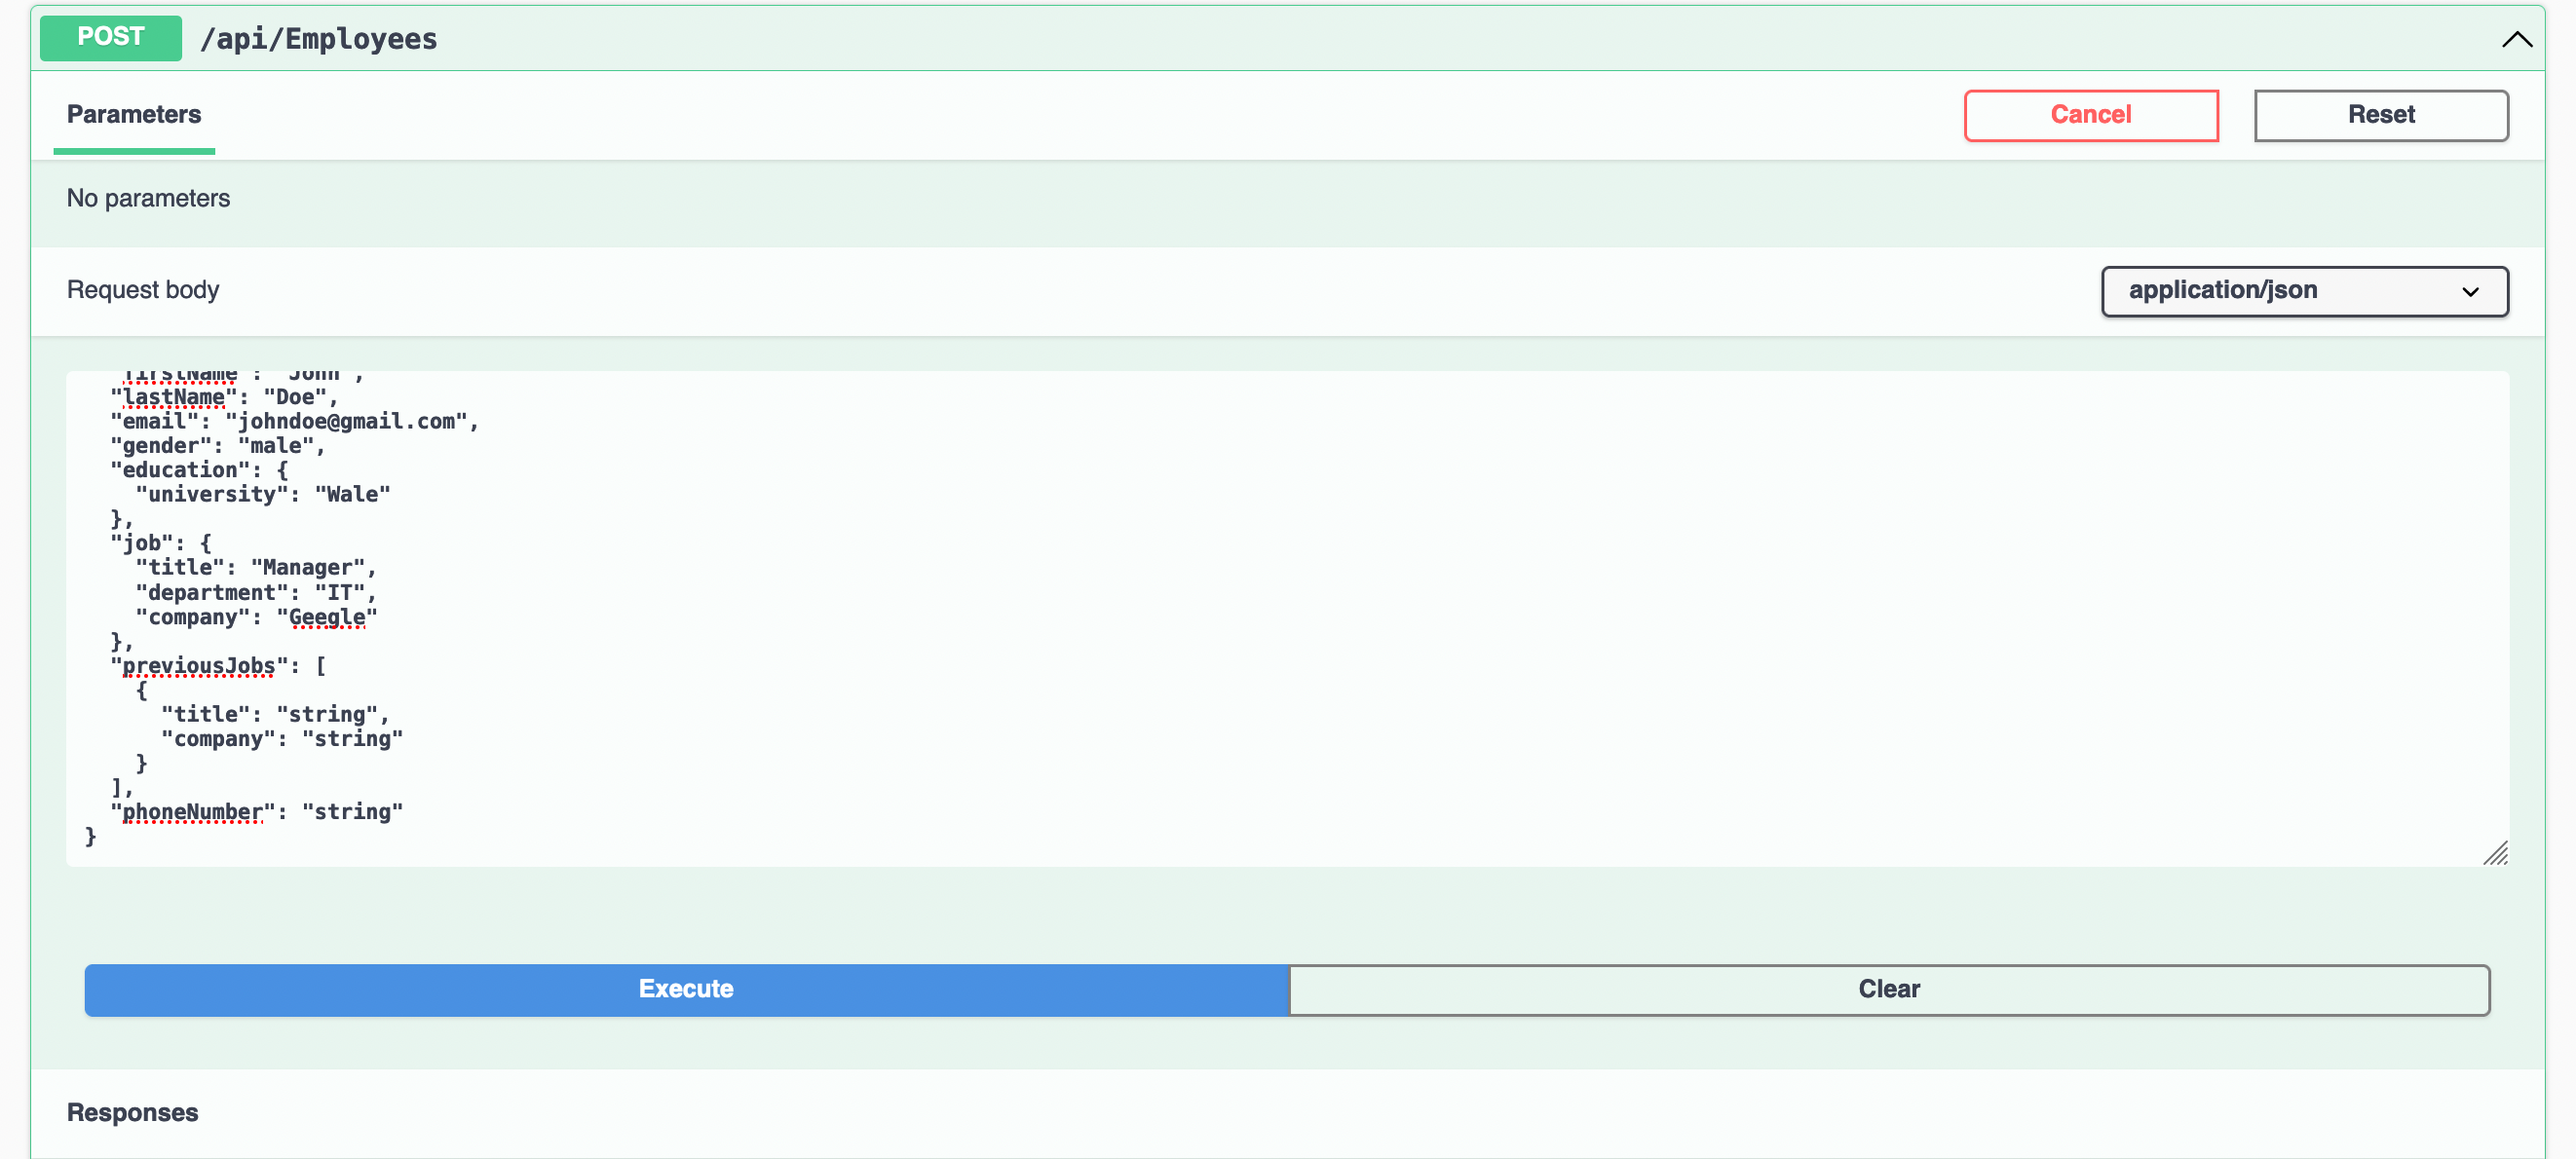 POST /api/Employees
Parameters
Cancel
Reset
No parameters
Request body
application/json
"firstName": "John",
"lastName": "Doe",
"email": "johndoe@gmail.com",
"gender": "male",
"education": {
"university": "Wale"
},
"job": {
"title": "Manager",
"department": "IT",
"company": "Geegle"
},
"previousJobs": [
{
"title": "string",
"company": "string"
}
],
"phoneNumber": "string"
}
Execute
Clear
Responses